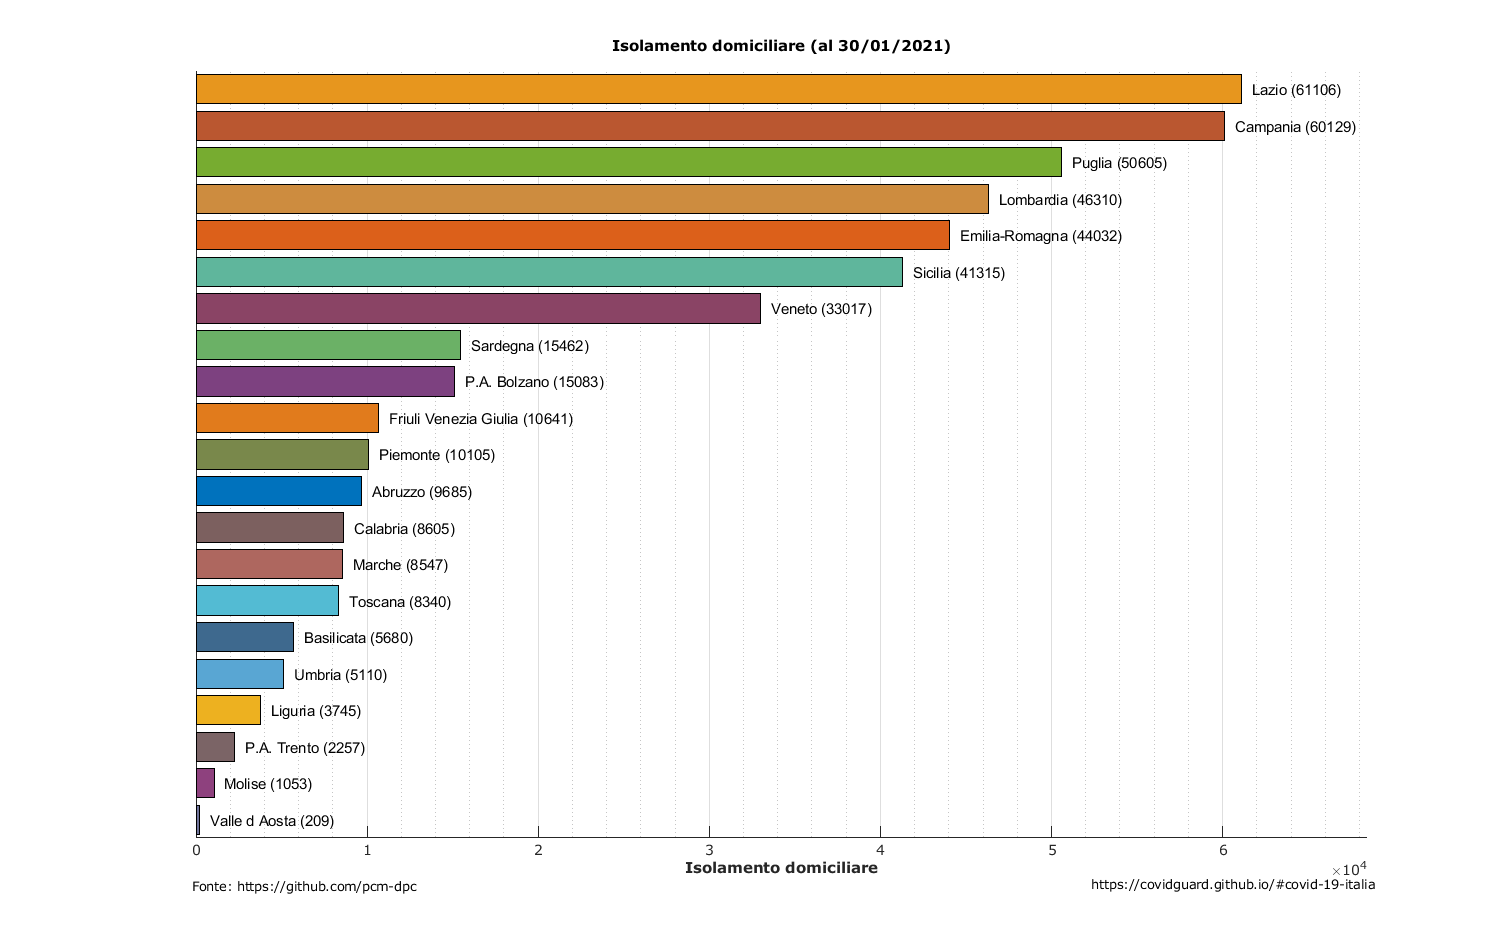 Isolamento domiciliare (al 30/01/2021)
Lazio (61106)
Campania (60129)
Puglia (50605)
Lombardia (46310)
Emilia-Romagna (44032)
Sicilia (41315)
Veneto (33017)
Sardegna (15462)
P.A. Bolzano (15083)
Friuli Venezia Giulia (10641)
Piemonte (10105)
Abruzzo (9685)
Calabria (8605)
Marche (8547)
Toscana (8340)
Basilicata (5680)
Umbria (5110)
Liguria (3745)
P.A. Trento (2257)
Molise (1053)
Valle d Aosta (209)
0 1 2 3 4 5 6
Isolamento domiciliare
×10⁴
Fonte: https://github.com/pcm-dpc
https://covidguard.github.io/#covid-19-italia